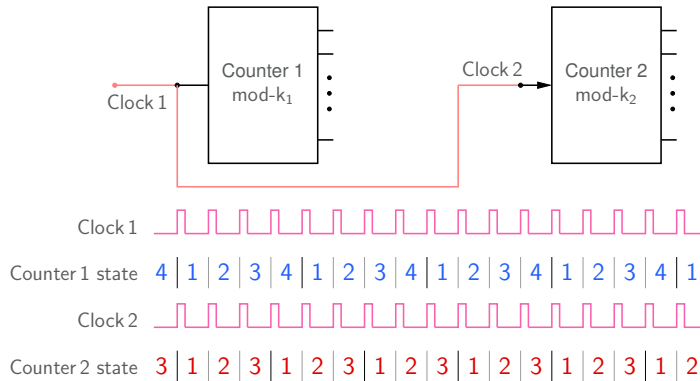 Counter 1
mod-k₁
Clock 1
Clock 2
Counter 2
mod-k₂
Clock 1
Counter 1 state 4 1 2 3 4 1 2 3 4 1 2 3 4 1 2 3 4 1
Clock 2
Counter 2 state 3 1 2 3 1 2 3 1 2 3 1 2 3 1 2 3 1 2